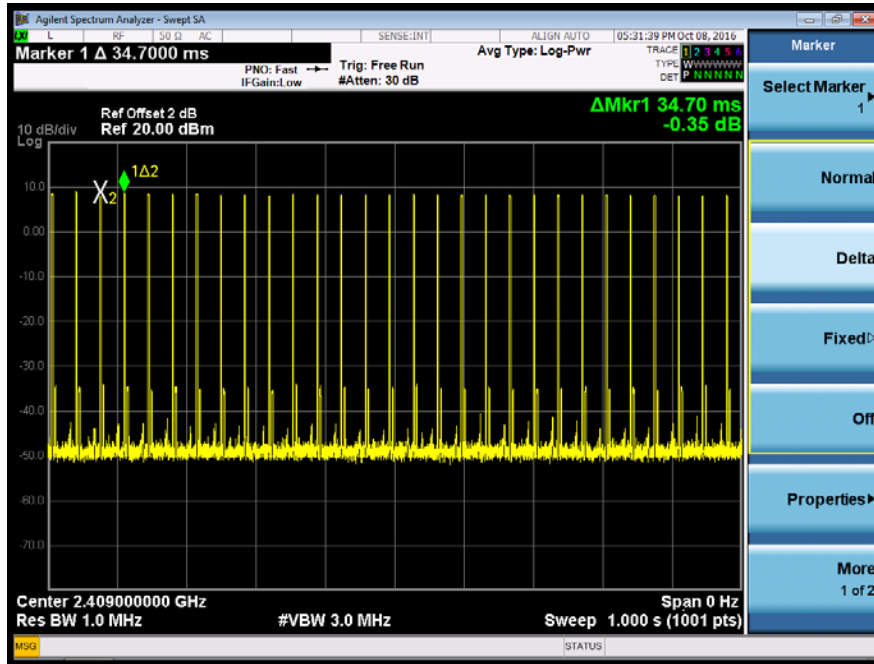 Agilent Spectrum Analyzer - Swept SA
LXI L RF 50 Ω AC SENSE:INT ALIGN AUTO 05:31:39 PM Oct 08, 2016
Marker 1 Δ 34.7000 ms
PNO: Fast
IFGain:Low
Trig: Free Run
#Atten: 30 dB
Avg Type: Log-Pwr
TRACE 1 2 3 4 5 6
TYPE WWWWWW
DET P N N N N N
Ref Offset 2 dB
10 dB/div Ref 20.00 dBm
Log
ΔMkr1 34.70 ms
-0.35 dB
1Δ2
X2
10.0
0.00
-10.0
-20.0
-30.0
-40.0
-50.0
-60.0
-70.0
Center 2.409000000 GHz Span 0 Hz
Res BW 1.0 MHz #VBW 3.0 MHz Sweep 1.000 s (1001 pts)
MSG STATUS
Marker
Select Marker
1
Normal
Delta
Fixed
Off
Properties
More
1 of 2